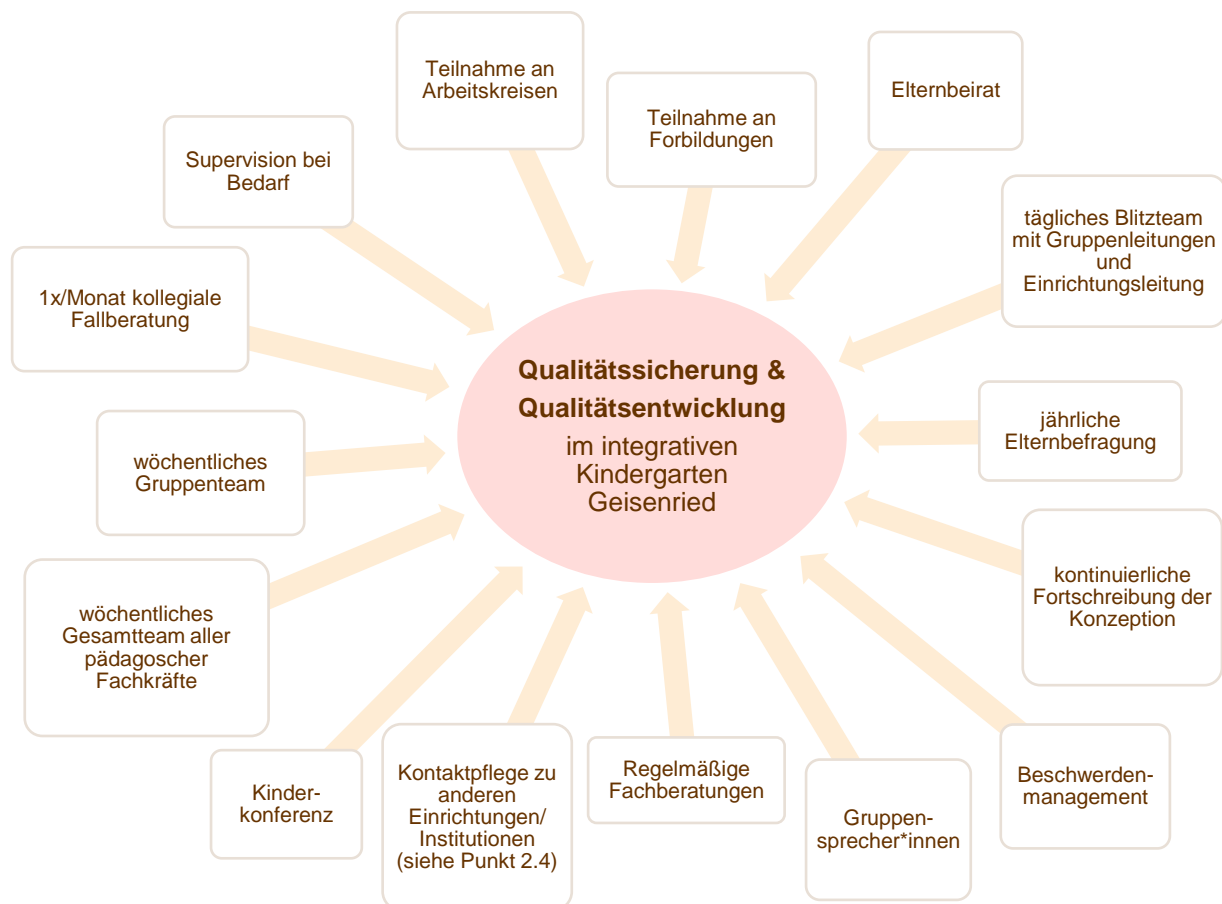 Teilnahme an
Arbeitskreisen
Teilnahme an
Forbildungen
Elternbeirat
Supervision bei
Bedarf
tägliches Blitzteam
mit Gruppenleitungen
und
Einrichtungsleitung
1x/Monat kollegiale
Fallberatung
Qualitätssicherung &
Qualitätsentwicklung
im integrativen
Kindergarten
Geisenried
jährliche
Elternbefragung
wöchentliches
Gruppenteam
kontinuierliche
Fortschreibung der
Konzeption
wöchentliches
Gesamtteam aller
pädagoscher
Fachkräfte
Kinder-
konferenz
Kontaktpflege zu
anderen
Einrichtungen/
Institutionen
(siehe Punkt 2.4)
Regelmäßige
Fachberatungen
Gruppen-
sprecher*innen
Beschwerden-
management